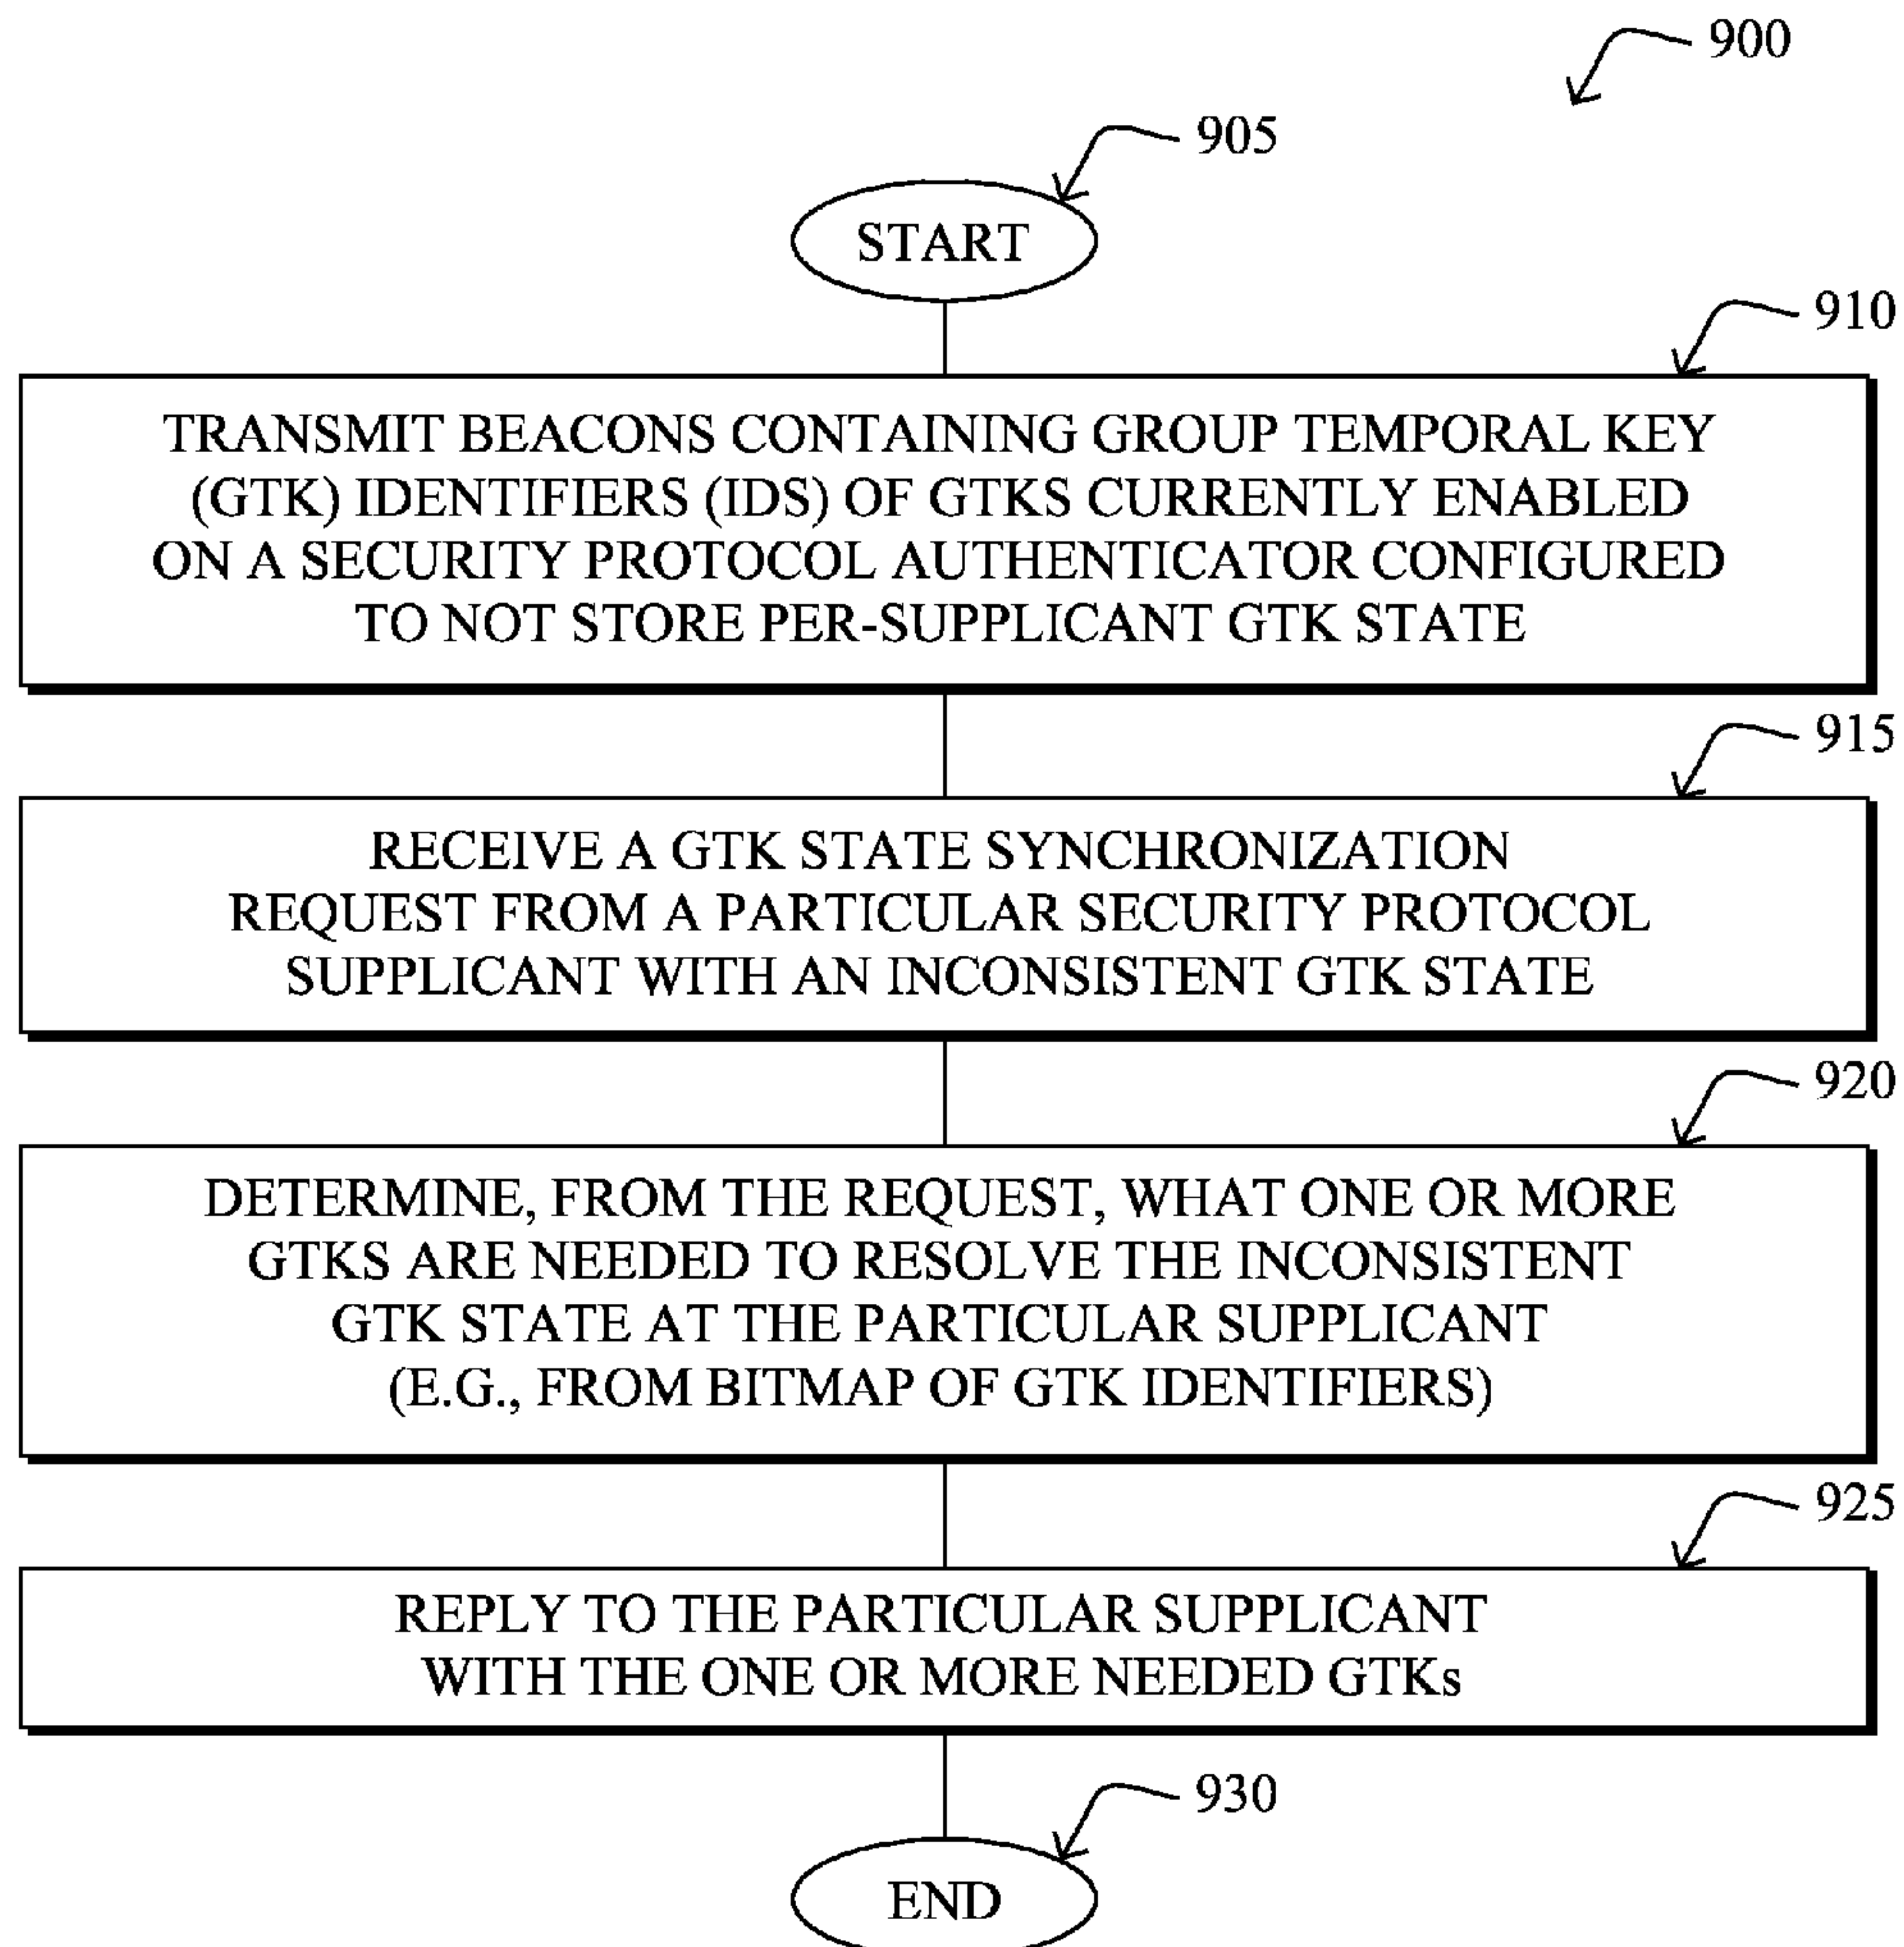 900
905
START
910
TRANSMIT BEACONS CONTAINING GROUP TEMPORAL KEY
(GTK) IDENTIFIERS (IDS) OF GTKS CURRENTLY ENABLED
ON A SECURITY PROTOCOL AUTHENTICATOR CONFIGURED
TO NOT STORE PER-SUPPLICANT GTK STATE
915
RECEIVE A GTK STATE SYNCHRONIZATION
REQUEST FROM A PARTICULAR SECURITY PROTOCOL
SUPPLICANT WITH AN INCONSISTENT GTK STATE
920
DETERMINE, FROM THE REQUEST, WHAT ONE OR MORE
GTKS ARE NEEDED TO RESOLVE THE INCONSISTENT
GTK STATE AT THE PARTICULAR SUPPLICANT
(E.G., FROM BITMAP OF GTK IDENTIFIERS)
925
REPLY TO THE PARTICULAR SUPPLICANT
WITH THE ONE OR MORE NEEDED GTKs
930
END